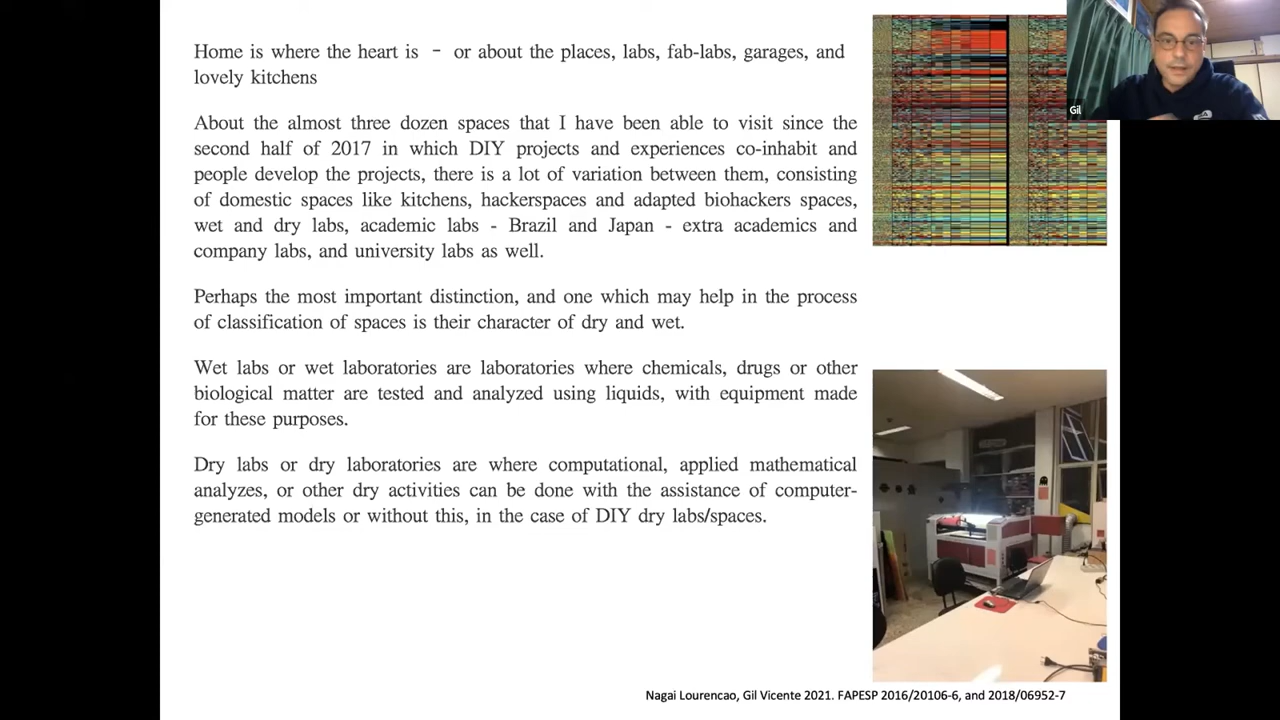 Home is where the heart is - or about the places, labs, fab-labs, garages, and
lovely kitchens
About the almost three dozen spaces that I have been able to visit since the
second half of 2017 in which DIY projects and experiences co-inhabit and
people develop the projects, there is a lot of variation between them, consisting
of domestic spaces like kitchens, hackerspaces and adapted biohackers spaces,
wet and dry labs, academic labs - Brazil and Japan - extra academics and
company labs, and university labs as well.
Perhaps the most important distinction, and one which may help in the process
of classification of spaces is their character of dry and wet.
Wet labs or wet laboratories are laboratories where chemicals, drugs or other
biological matter are tested and analyzed using liquids, with equipment made
for these purposes.
Dry labs or dry laboratories are where computational, applied mathematical
analyzes, or other dry activities can be done with the assistance of computer-
generated models or without this, in the case of DIY dry labs/spaces.
Gil
Nagai Lourencao, Gil Vicente 2021. FAPESP 2016/20106-6, and 2018/06952-7